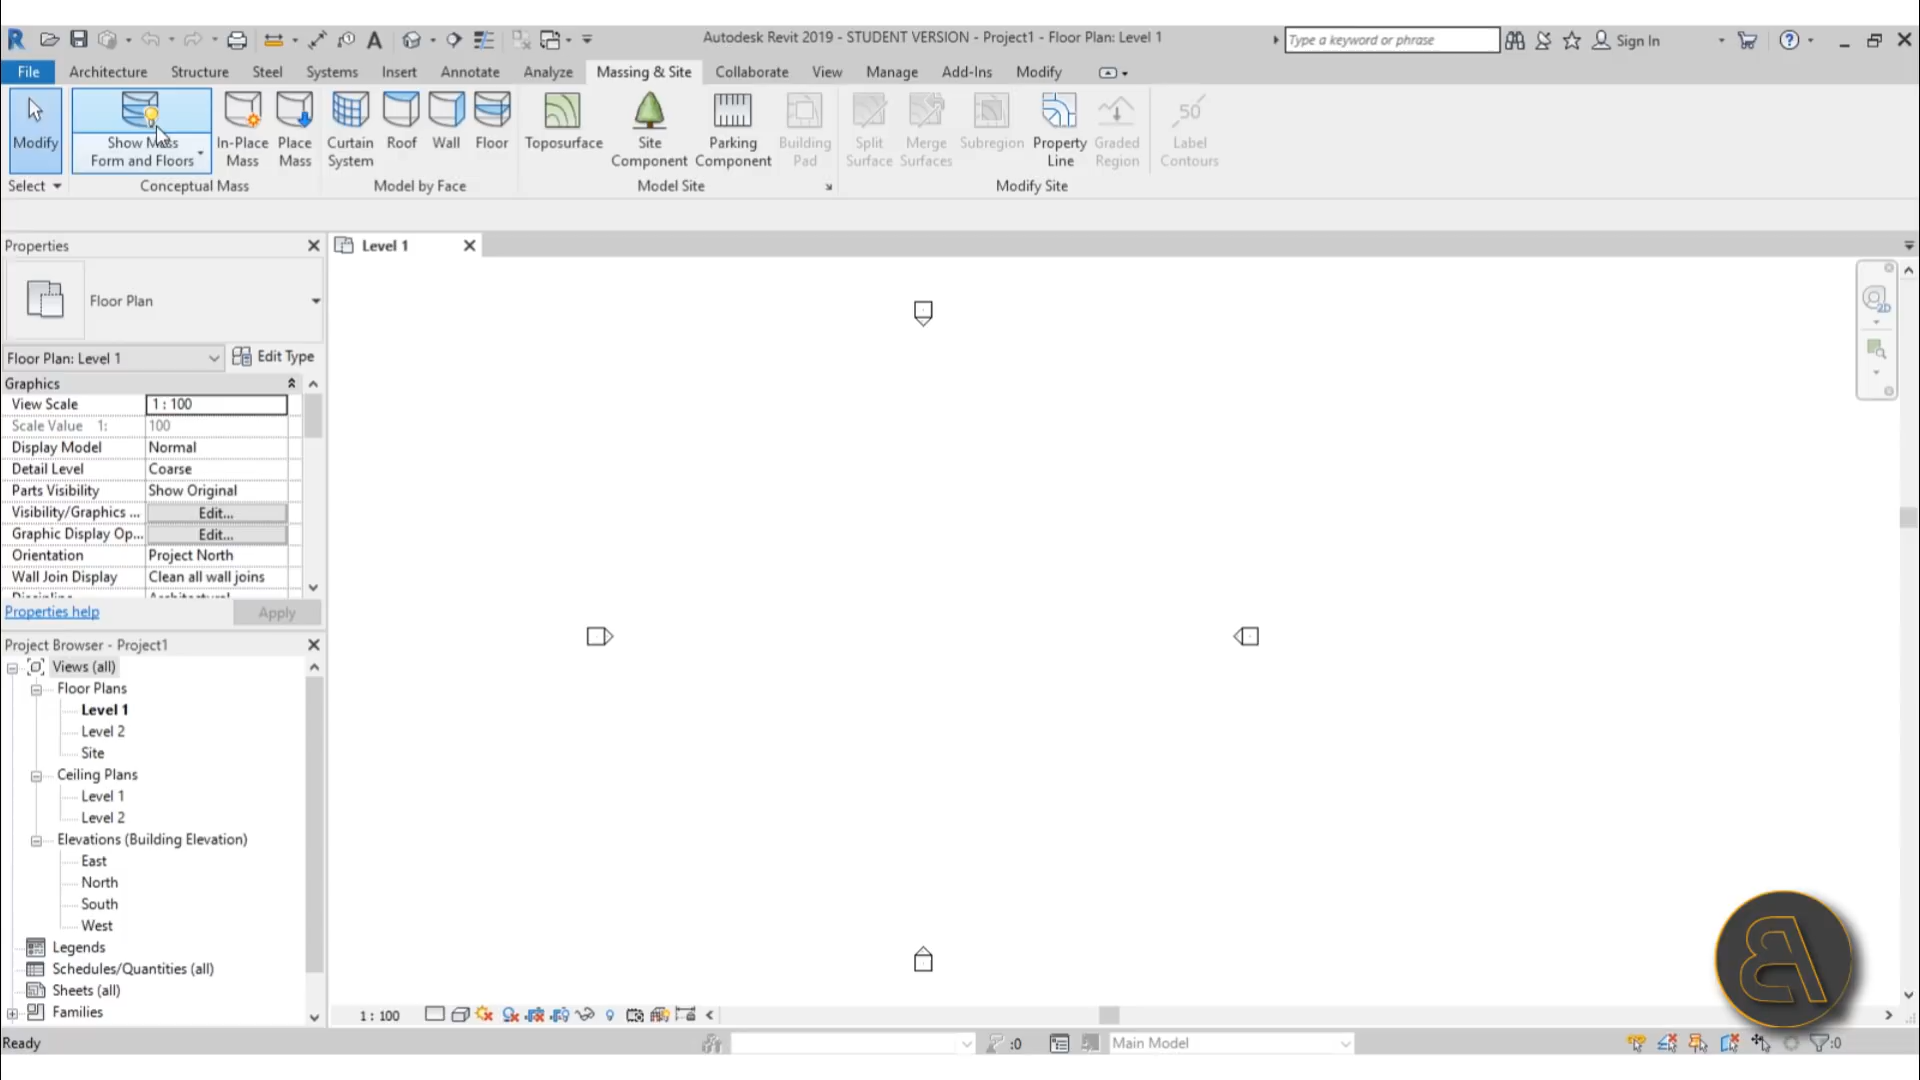 Autodesk Revit 2019 - STUDENT VERSION - Project1 - Floor Plan: Level 1
Type a keyword or phrase
Sign In
File Architecture Structure Steel Systems Insert Annotate Analyze Massing & Site Collaborate View Manage Add-Ins Modify
Modify
Show Mass
Form and Floors
In-Place
Mass
Place
Mass
Curtain
System
Roof
Wall
Floor
Toposurface
Site
Component
Parking
Component
Building
Pad
Split
Surface
Merge
Surfaces
Subregion
Property
Line
Graded
Region
50
Label
Contours
Select
Conceptual Mass
Model by Face
Model Site
Modify Site
Properties
Level 1
Floor Plan
Floor Plan: Level 1
Edit Type
Graphics
View Scale 1 : 100
Scale Value 1: 100
Display Model Normal
Detail Level Coarse
Parts Visibility Show Original
Visibility/Graphics ... Edit...
Graphic Display Op... Edit...
Orientation Project North
Wall Join Display Clean all wall joins
Discipline Architectural
Properties help
Apply
2D
Project Browser - Project1
Views (all)
Floor Plans
Level 1
Level 2
Site
Ceiling Plans
Level 1
Level 2
Elevations (Building Elevation)
East
North
South
West
Legends
Schedules/Quantities (all)
Sheets (all)
Families
1 : 100
Ready
:0
Main Model
:0